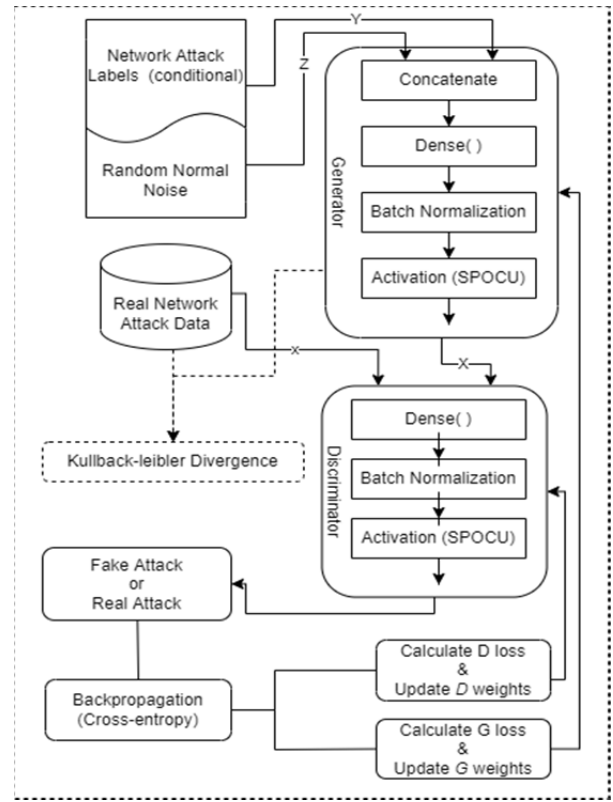 Y
Network Attack
Labels (conditional)
Z
Random Normal
Noise
Generator
Concatenate
Dense( )
Batch Normalization
Activation (SPOCU)
Real Network
Attack Data
x
X
Kullback-leibler Divergence
Discriminator
Dense( )
Batch Normalization
Activation (SPOCU)
Fake Attack
or
Real Attack
Backpropagation
(Cross-entropy)
Calculate D loss
&
Update D weights
Calculate G loss
&
Update G weights